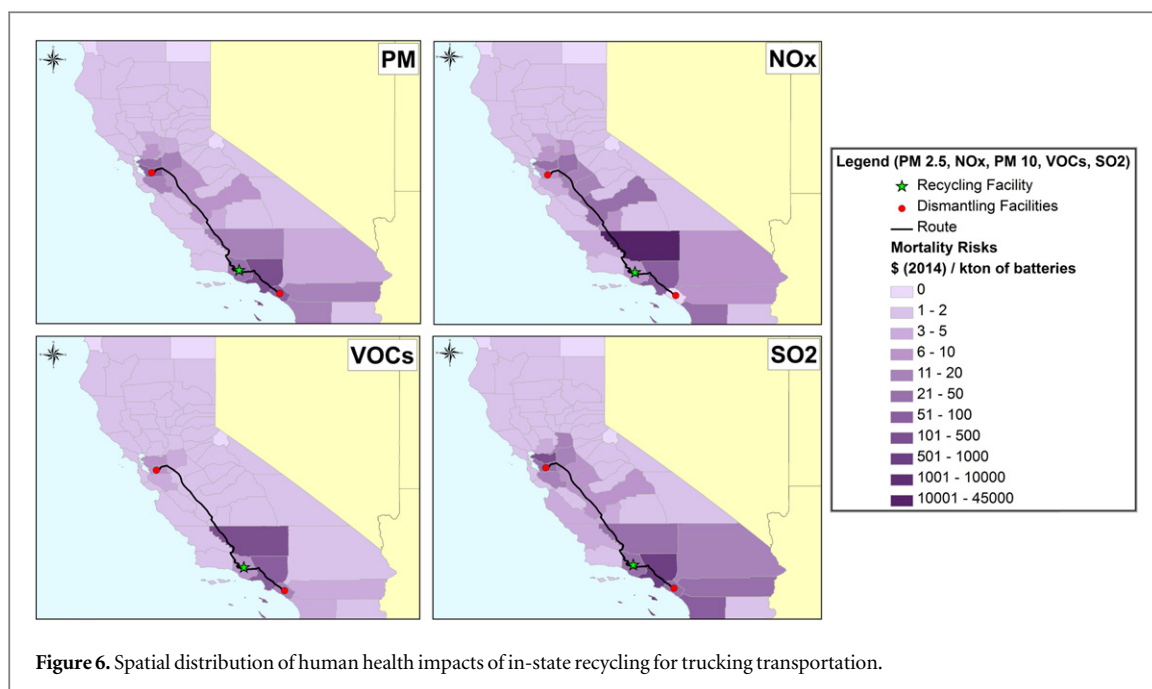 PM
NOx
VOCs
SO2
Legend (PM 2.5, NOx, PM 10, VOCs, SO2)
Recycling Facility
Dismantling Facilities
Route
Mortality Risks
$ (2014) / kton of batteries
0
1 - 2
3 - 5
6 - 10
11 - 20
21 - 50
51 - 100
101 - 500
501 - 1000
1001 - 10000
10001 - 45000
Figure 6. Spatial distribution of human health impacts of in-state recycling for trucking transportation.